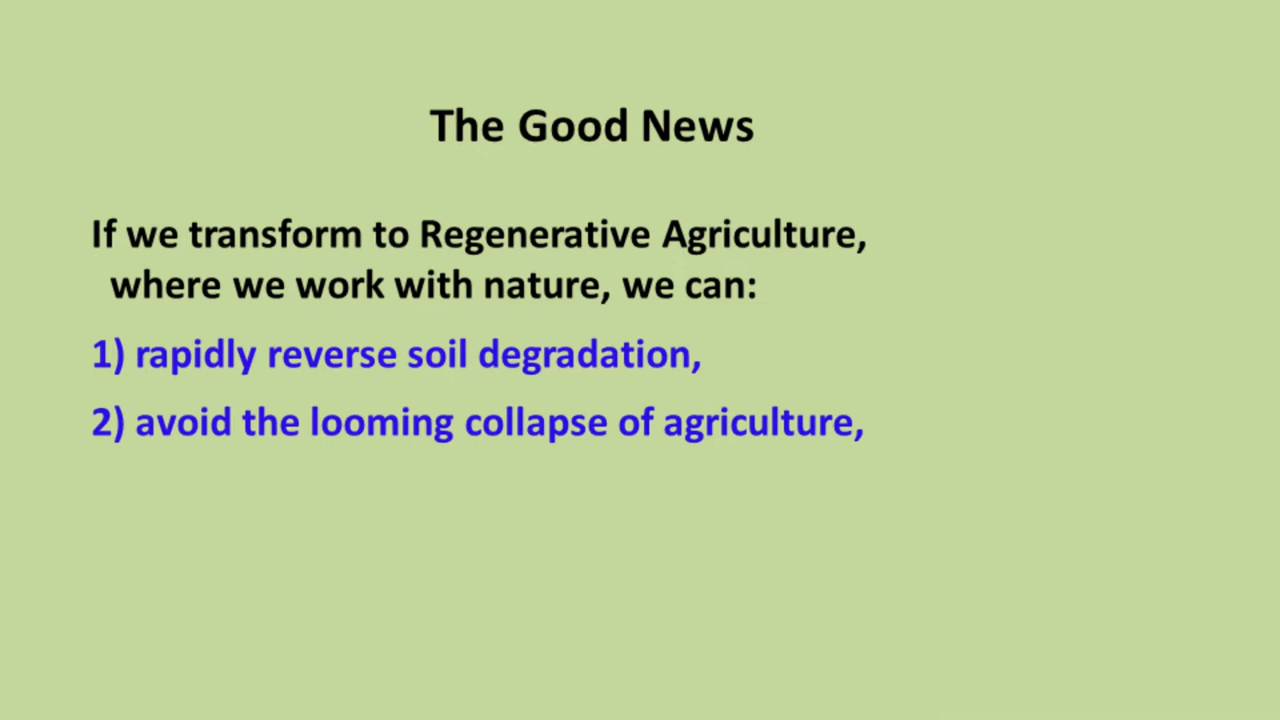 The Good News
If we transform to Regenerative Agriculture,
where we work with nature, we can:
1) rapidly reverse soil degradation,
2) avoid the looming collapse of agriculture,